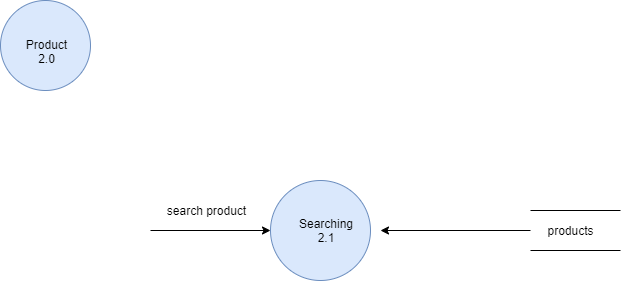 Product
2.0
search product
Searching
2.1
products